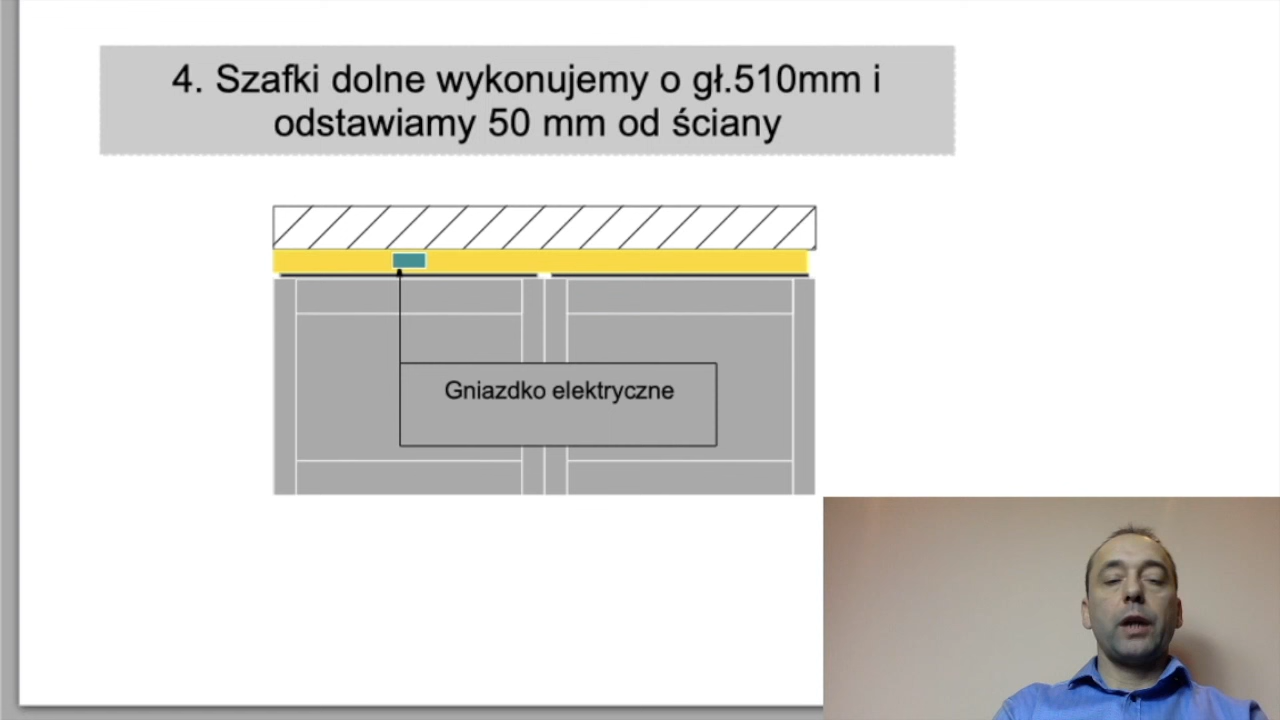 4. Szafki dolne wykonujemy o gł.510mm i
odstawiamy 50 mm od ściany
Gniazdko elektryczne